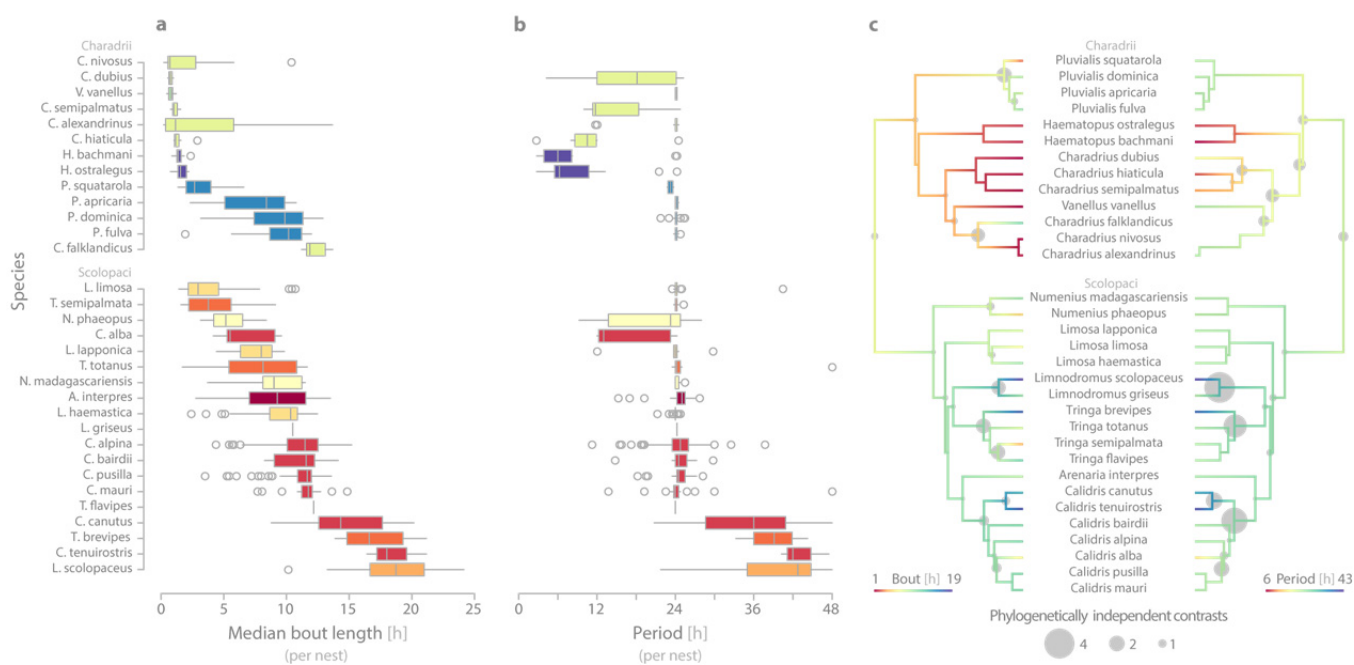 a
b
c
Charadrii
C. nivosus
C. dubius
V. vanellus
C. semipalmatus
C. alexandrinus
C. hiaticula
H. bachmani
H. ostralegus
P. squatarola
P. apricaria
P. dominica
P. fulva
C. falklandicus
Scolopaci
L. limosa
T. semipalmata
N. phaeopus
C. alba
L. lapponica
T. totanus
N. madagascariensis
A. interpres
L. haemastica
L. griseus
C. alpina
C. bairdii
C. pusilla
C. mauri
T. flavipes
C. canutus
T. brevipes
C. tenuirostris
L. scolopaceus
Species
0 5 10 15 20 25
Median bout length [h]
(per nest)
0 12 24 36 48
Period [h]
(per nest)
Charadrii
Pluvialis squatarola
Pluvialis dominica
Pluvialis apricaria
Pluvialis fulva
Haematopus ostralegus
Haematopus bachmani
Charadrius dubius
Charadrius hiaticula
Charadrius semipalmatus
Vanellus vanellus
Charadrius falklandicus
Charadrius nivosus
Charadrius alexandrinus
Scolopaci
Numenius madagascariensis
Numenius phaeopus
Limosa lapponica
Limosa limosa
Limosa haemastica
Limnodromus scolopaceus
Limnodromus griseus
Tringa brevipes
Tringa totanus
Tringa semipalmata
Tringa flavipes
Arenaria interpres
Calidris canutus
Calidris tenuirostris
Calidris bairdii
Calidris alpina
Calidris alba
Calidris pusilla
Calidris mauri
1 Bout [h] 19
6 Period [h] 43
Phylogenetically independent contrasts
4 2 1